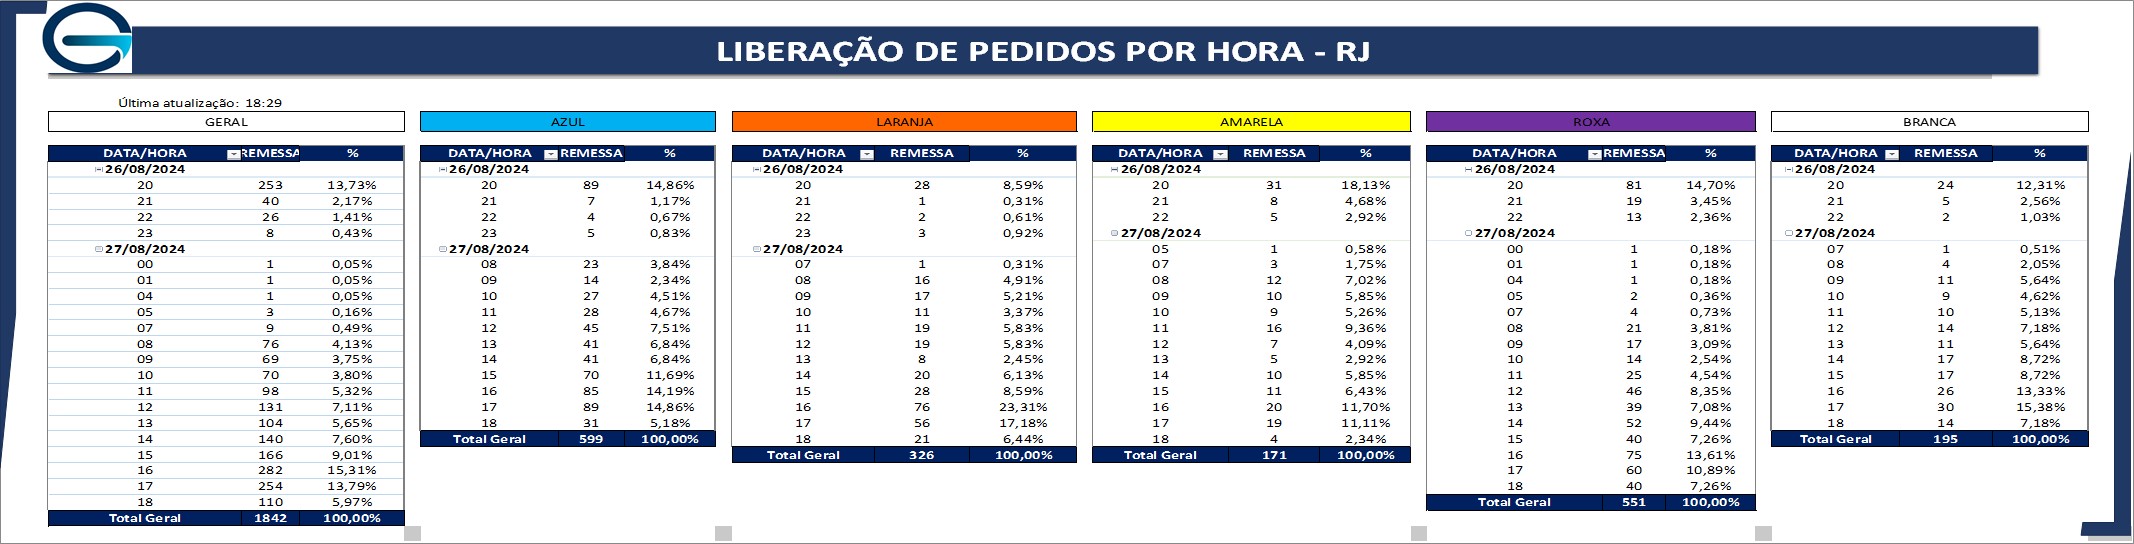 LIBERAÇÃO DE PEDIDOS POR HORA - RJ
Última atualização: 18:29
GERAL
DATA/HORA REMESSA %
26/08/2024
20 253 13,73%
21 40 2,17%
22 26 1,41%
23 8 0,43%
27/08/2024
00 1 0,05%
01 1 0,05%
04 1 0,05%
05 3 0,16%
07 9 0,49%
08 76 4,13%
09 69 3,75%
10 70 3,80%
11 98 5,32%
12 131 7,11%
13 104 5,65%
14 140 7,60%
15 166 9,01%
16 282 15,31%
17 254 13,79%
18 110 5,97%
Total Geral 1842 100,00%
AZUL
DATA/HORA REMESSA %
26/08/2024
20 89 14,86%
21 7 1,17%
22 4 0,67%
23 5 0,83%
27/08/2024
08 23 3,84%
09 14 2,34%
10 27 4,51%
11 28 4,67%
12 45 7,51%
13 41 6,84%
14 41 6,84%
15 70 11,69%
16 85 14,19%
17 89 14,86%
18 31 5,18%
Total Geral 599 100,00%
LARANJA
DATA/HORA REMESSA %
26/08/2024
20 28 8,59%
21 1 0,31%
22 2 0,61%
23 3 0,92%
27/08/2024
07 1 0,31%
08 16 4,91%
09 17 5,21%
10 11 3,37%
11 19 5,83%
12 19 5,83%
13 8 2,45%
14 20 6,13%
15 28 8,59%
16 76 23,31%
17 56 17,18%
18 21 6,44%
Total Geral 326 100,00%
AMARELA
DATA/HORA REMESSA %
26/08/2024
20 31 18,13%
21 8 4,68%
22 5 2,92%
27/08/2024
05 1 0,58%
07 3 1,75%
08 12 7,02%
09 10 5,85%
10 9 5,26%
11 16 9,36%
12 7 4,09%
13 5 2,92%
14 10 5,85%
15 11 6,43%
16 20 11,70%
17 19 11,11%
18 4 2,34%
Total Geral 171 100,00%
ROXA
DATA/HORA REMESSA %
26/08/2024
20 81 14,70%
21 19 3,45%
22 13 2,36%
27/08/2024
00 1 0,18%
01 1 0,18%
04 1 0,18%
05 2 0,36%
07 4 0,73%
08 21 3,81%
09 17 3,09%
10 14 2,54%
11 25 4,54%
12 46 8,35%
13 39 7,08%
14 52 9,44%
15 40 7,26%
16 75 13,61%
17 60 10,89%
18 40 7,26%
Total Geral 551 100,00%
BRANCA
DATA/HORA REMESSA %
26/08/2024
20 24 12,31%
21 5 2,56%
22 2 1,03%
27/08/2024
07 1 0,51%
08 4 2,05%
09 11 5,64%
10 9 4,62%
11 10 5,13%
12 14 7,18%
13 11 5,64%
14 17 8,72%
15 17 8,72%
16 26 13,33%
17 30 15,38%
18 14 7,18%
Total Geral 195 100,00%